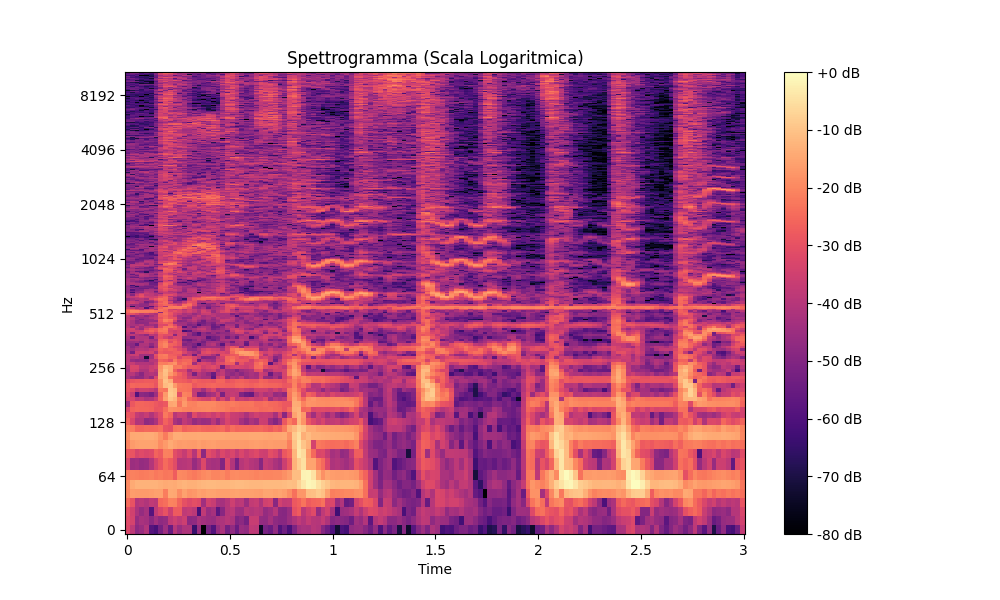 Spettrogramma (Scala Logaritmica)
Hz
8192
4096
2048
1024
512
256
128
64
0
0 0.5 1 1.5 2 2.5 3
Time
+0 dB
-10 dB
-20 dB
-30 dB
-40 dB
-50 dB
-60 dB
-70 dB
-80 dB